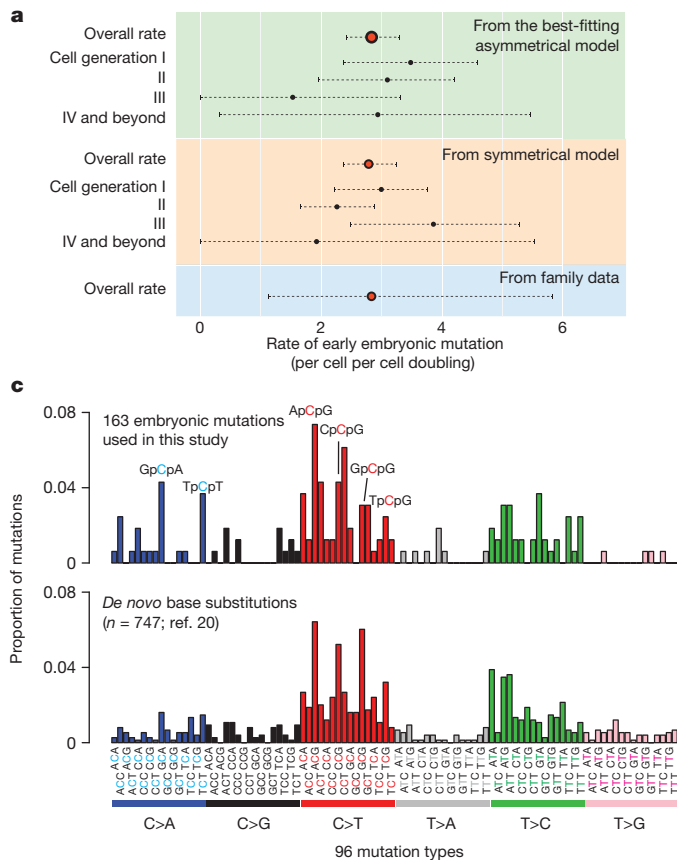 a
From the best-fitting
asymmetrical model
Overall rate
Cell generation I
II
III
IV and beyond
From symmetrical model
Overall rate
Cell generation I
II
III
IV and beyond
From family data
Overall rate
0 2 4 6
Rate of early embryonic mutation
(per cell per cell doubling)
c
Proportion of mutations
0.08
0.04
0
163 embryonic mutations
used in this study
GpCpA
TpCpT
ApCpG
CpCpG
GpCpG
TpCpG
0.08
0.04
0
De novo base substitutions
(n = 747; ref. 20)
C>A C>G C>T T>A T>C T>G
96 mutation types